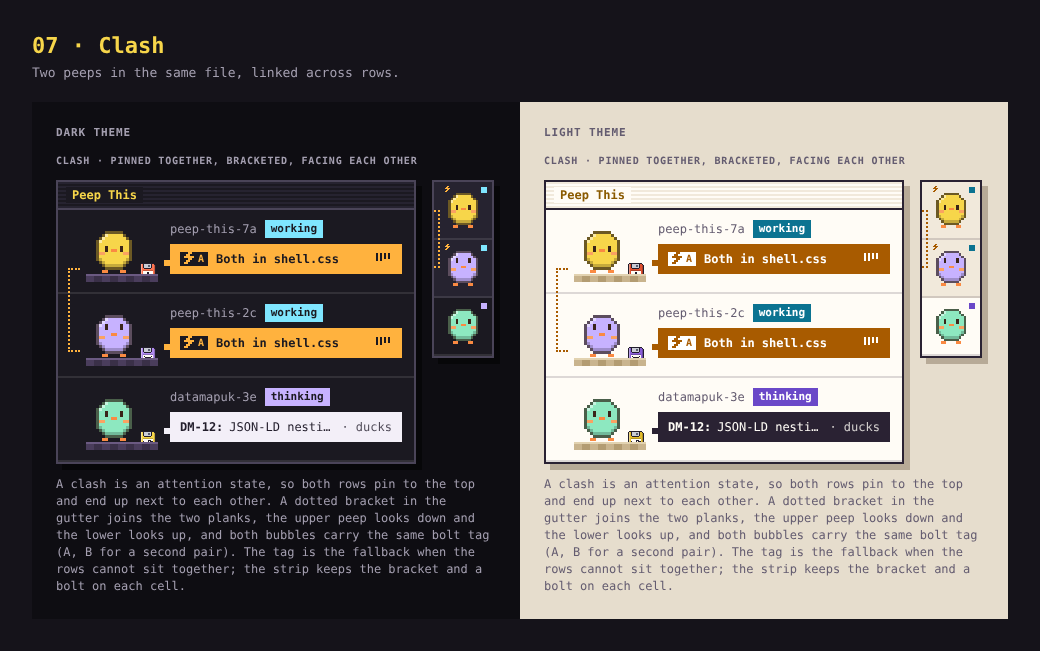 07 · Clash
Two peeps in the same file, linked across rows.
DARK THEME
CLASH · PINNED TOGETHER, BRACKETED, FACING EACH OTHER
Peep This
peep-this-7a working
A Both in shell.css
peep-this-2c working
A Both in shell.css
datamapuk-3e thinking
DM-12: JSON-LD nesti… · ducks
A clash is an attention state, so both rows pin to the top
and end up next to each other. A dotted bracket in the
gutter joins the two planks, the upper peep looks down and
the lower looks up, and both bubbles carry the same bolt tag
(A, B for a second pair). The tag is the fallback when the
rows cannot sit together; the strip keeps the bracket and a
bolt on each cell.
LIGHT THEME
CLASH · PINNED TOGETHER, BRACKETED, FACING EACH OTHER
Peep This
peep-this-7a working
A Both in shell.css
peep-this-2c working
A Both in shell.css
datamapuk-3e thinking
DM-12: JSON-LD nesti… · ducks
A clash is an attention state, so both rows pin to the top
and end up next to each other. A dotted bracket in the
gutter joins the two planks, the upper peep looks down and
the lower looks up, and both bubbles carry the same bolt tag
(A, B for a second pair). The tag is the fallback when the
rows cannot sit together; the strip keeps the bracket and a
bolt on each cell.